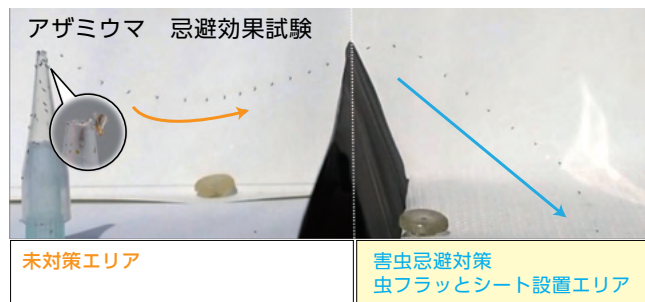 アザミウマ 忌避効果試験
未対策エリア
害虫忌避対策
虫フラッとシート設置エリア